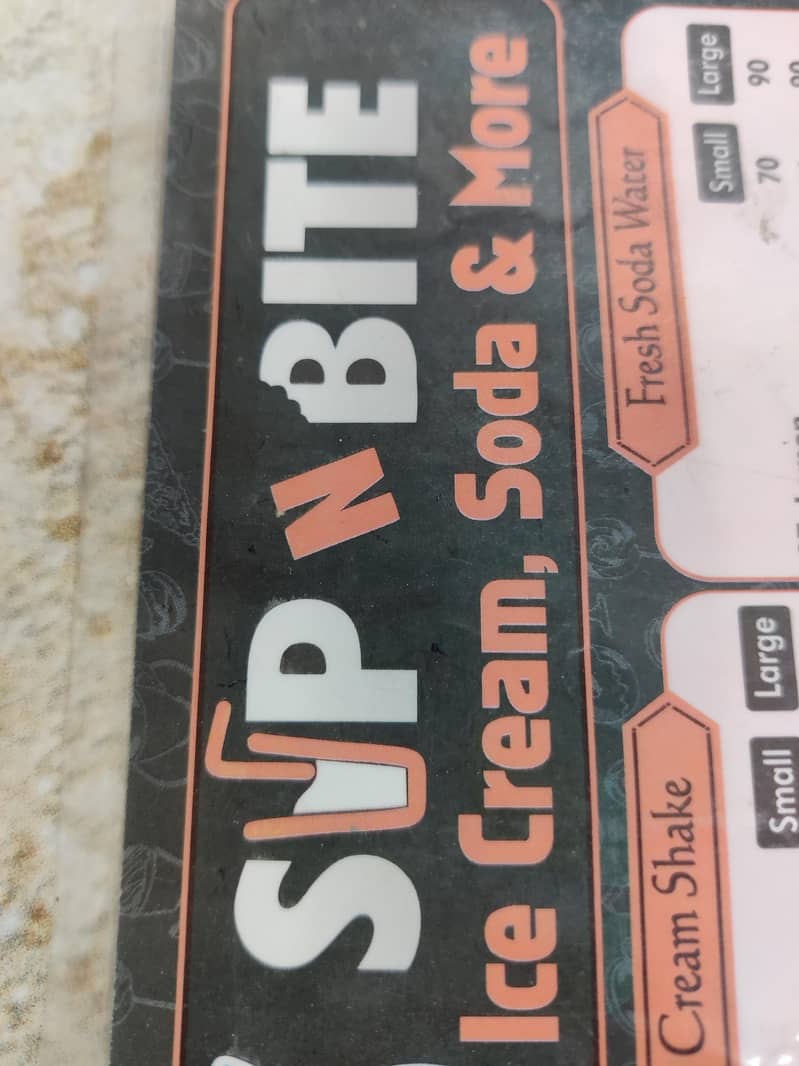 SUP N BITE
Ice Cream, Soda & More
Cream Shake
Small Large
Fresh Soda Water
Small Large
70 90